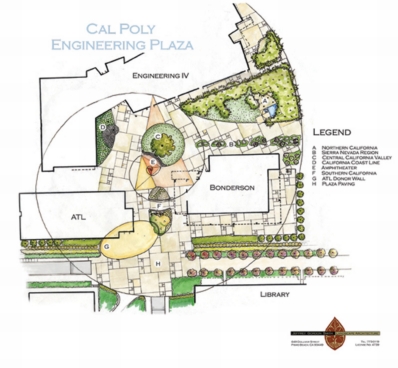 CAL POLY
ENGINEERING PLAZA
ENGINEERING IV
LEGEND
A NORTHERN CALIFORNIA
B SIERRA NEVADA REGION
C CENTRAL CALIFORNIA VALLEY
D CALIFORNIA COAST LINE
E AMPHITHEATER
F SOUTHERN CALIFORNIA
G ATL DONOR WALL
H PLAZA PAVING
A
B
D
C
E
BONDERSON
F
ATL
G
H
LIBRARY